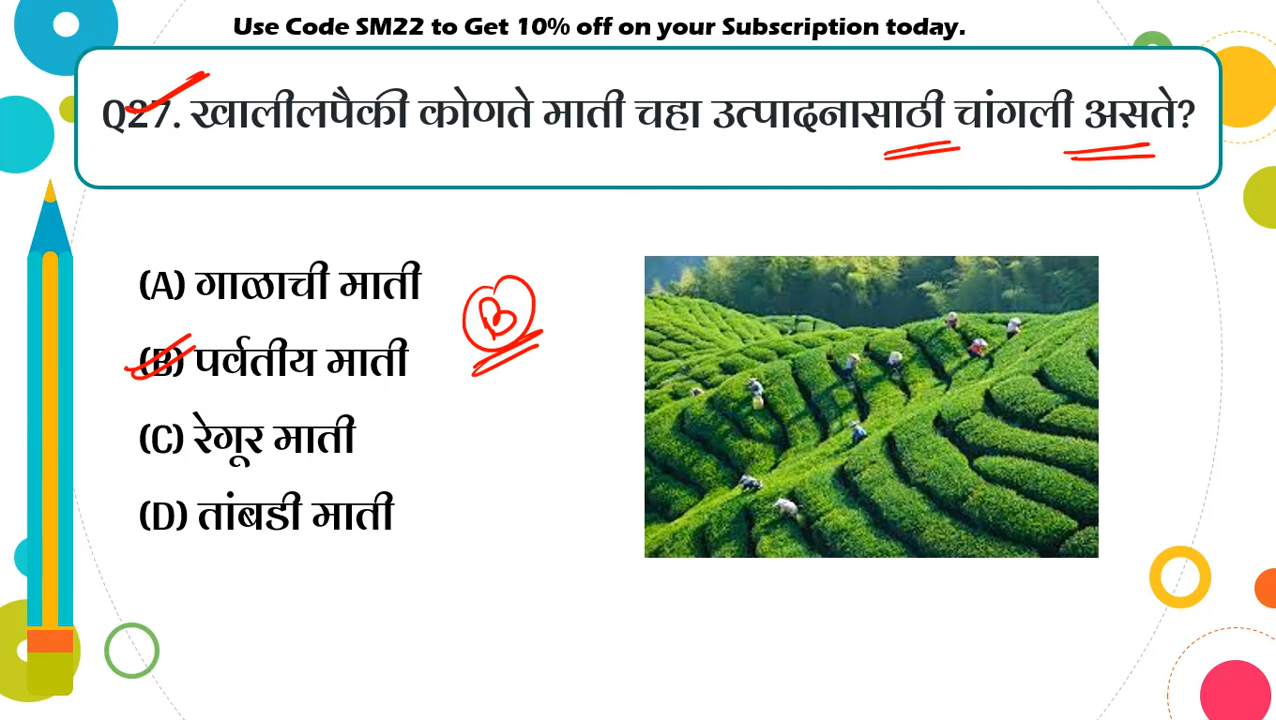 Use Code SM22 to Get 10% off on your Subscription today.
Q27. खालीलपैकी कोणते माती चहा उत्पादनासाठी चांगली असते?
(A) गाळाची माती
(B) पर्वतीय माती
B
(C) रेगूर माती
(D) तांबडी माती